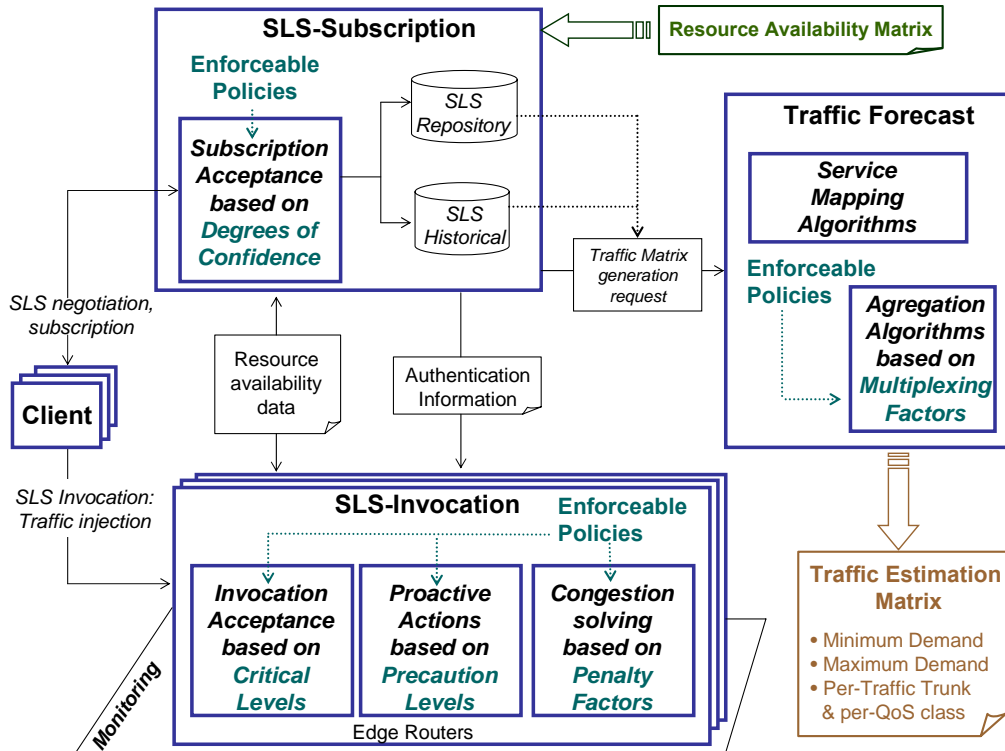 SLS-Subscription
Resource Availability Matrix
Enforceable
Policies
SLS
Repository
Subscription
Acceptance
based on
Degrees of
Confidence
SLS
Historical
Traffic Forecast
Service
Mapping
Algorithms
Traffic Matrix
generation
request
Enforceable
Policies
Agregation
Algorithms
based on
Multiplexing
Factors
SLS negotiation,
subscription
Client
Resource
availability
data
Authentication
Information
SLS Invocation:
Traffic injection
SLS-Invocation
Enforceable
Policies
Invocation
Acceptance
based on
Critical
Levels
Proactive
Actions
based on
Precaution
Levels
Congestion
solving
based on
Penalty
Factors
Edge Routers
Monitoring
Traffic Estimation
Matrix
• Minimum Demand
• Maximum Demand
• Per-Traffic Trunk
& per-QoS class